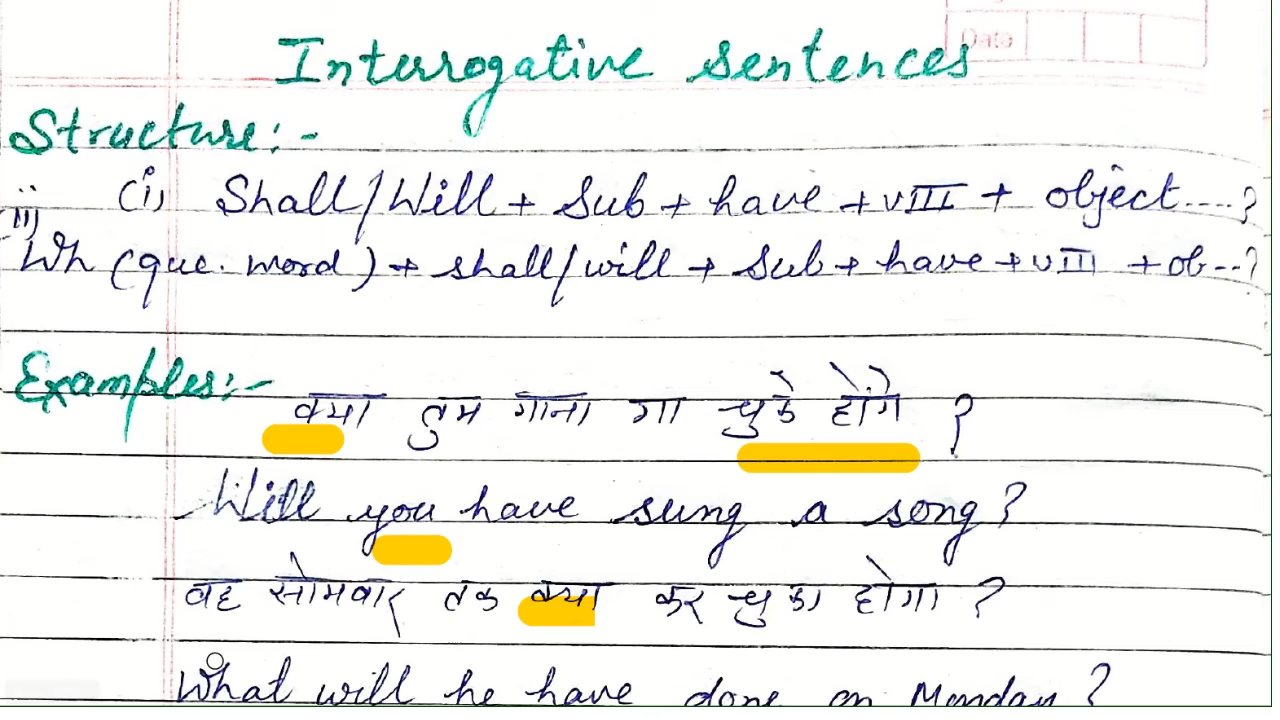 Date
Interrogative Sentences
Structure:-
(i) Shall/Will + Sub + have + VIII + object....?
ii)
Wh (que. word) + shall/will + Sub + have + VIII + ob--?
Examples:-
क्या तुम गाना गा चुके होंगे ?
Will you have sung a song?
वह सोमवार तक क्या कर चुका होगा ?
What will he have done on Monday?